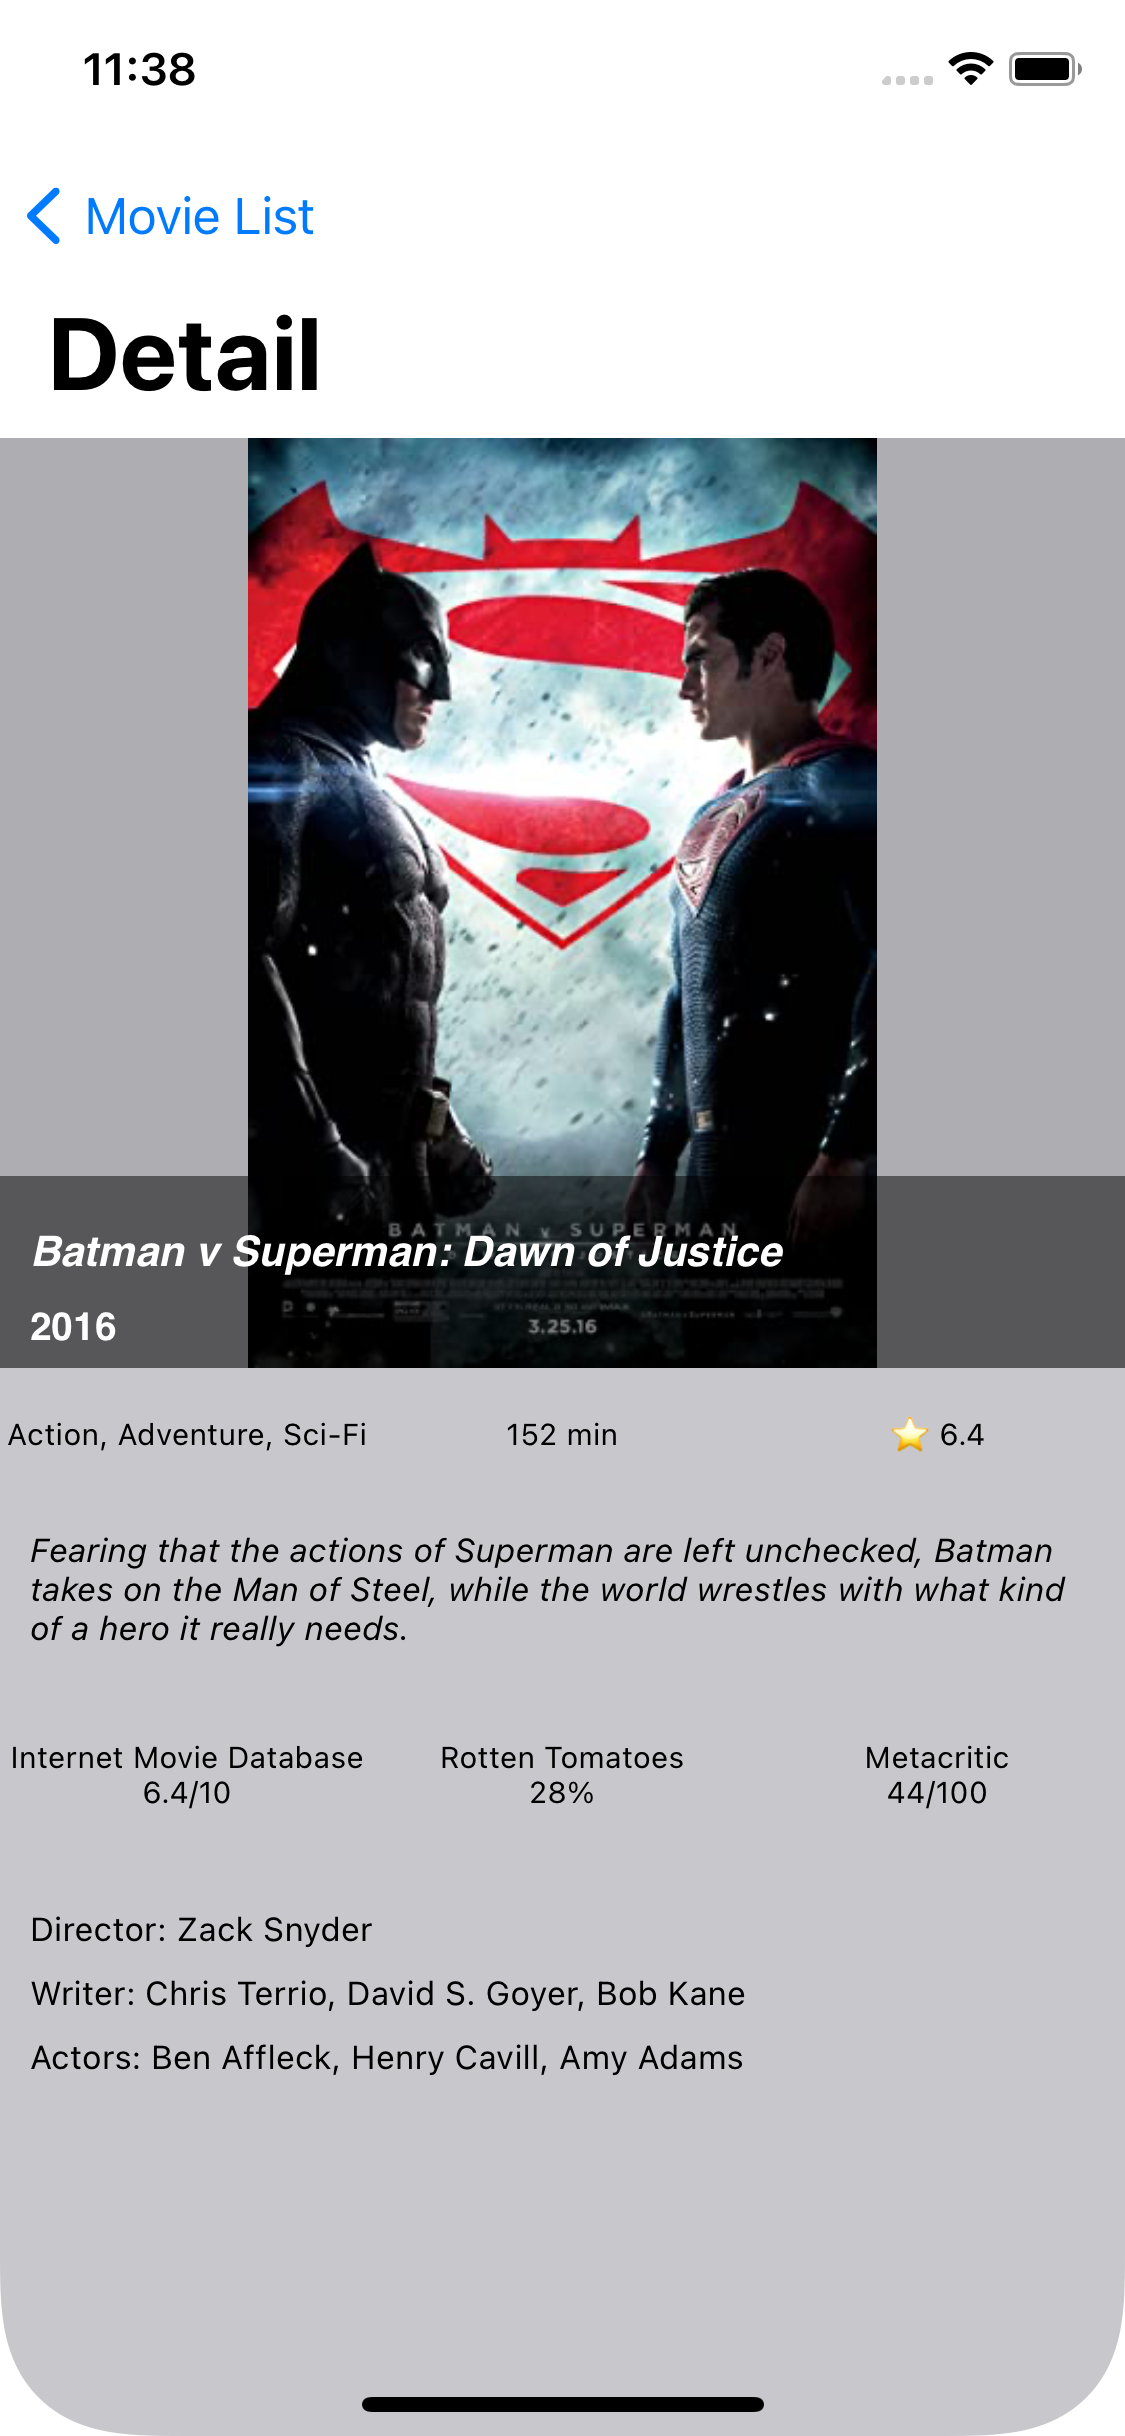 11:38
Movie List
Detail
BATMAN v SUPERMAN
Batman v Superman: Dawn of Justice
2016
3.25.16
Action, Adventure, Sci-Fi
152 min
6.4
Fearing that the actions of Superman are left unchecked, Batman
takes on the Man of Steel, while the world wrestles with what kind
of a hero it really needs.
Internet Movie Database
6.4/10
Rotten Tomatoes
28%
Metacritic
44/100
Director: Zack Snyder
Writer: Chris Terrio, David S. Goyer, Bob Kane
Actors: Ben Affleck, Henry Cavill, Amy Adams